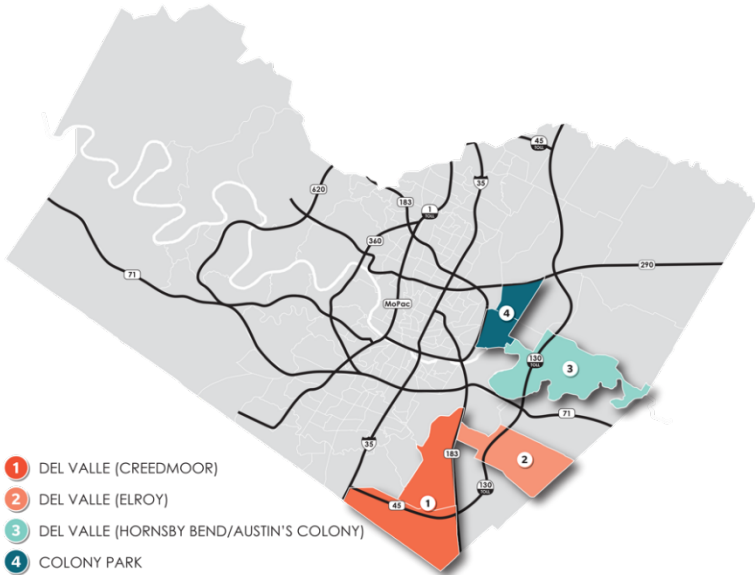 45
TOLL
35
620
183
1
TOLL
360
290
71
MoPac
4
130
TOLL
3
71
35
183
2
130
TOLL
1
45
1 DEL VALLE (CREEDMOOR)
2 DEL VALLE (ELROY)
3 DEL VALLE (HORNSBY BEND/AUSTIN'S COLONY)
4 COLONY PARK